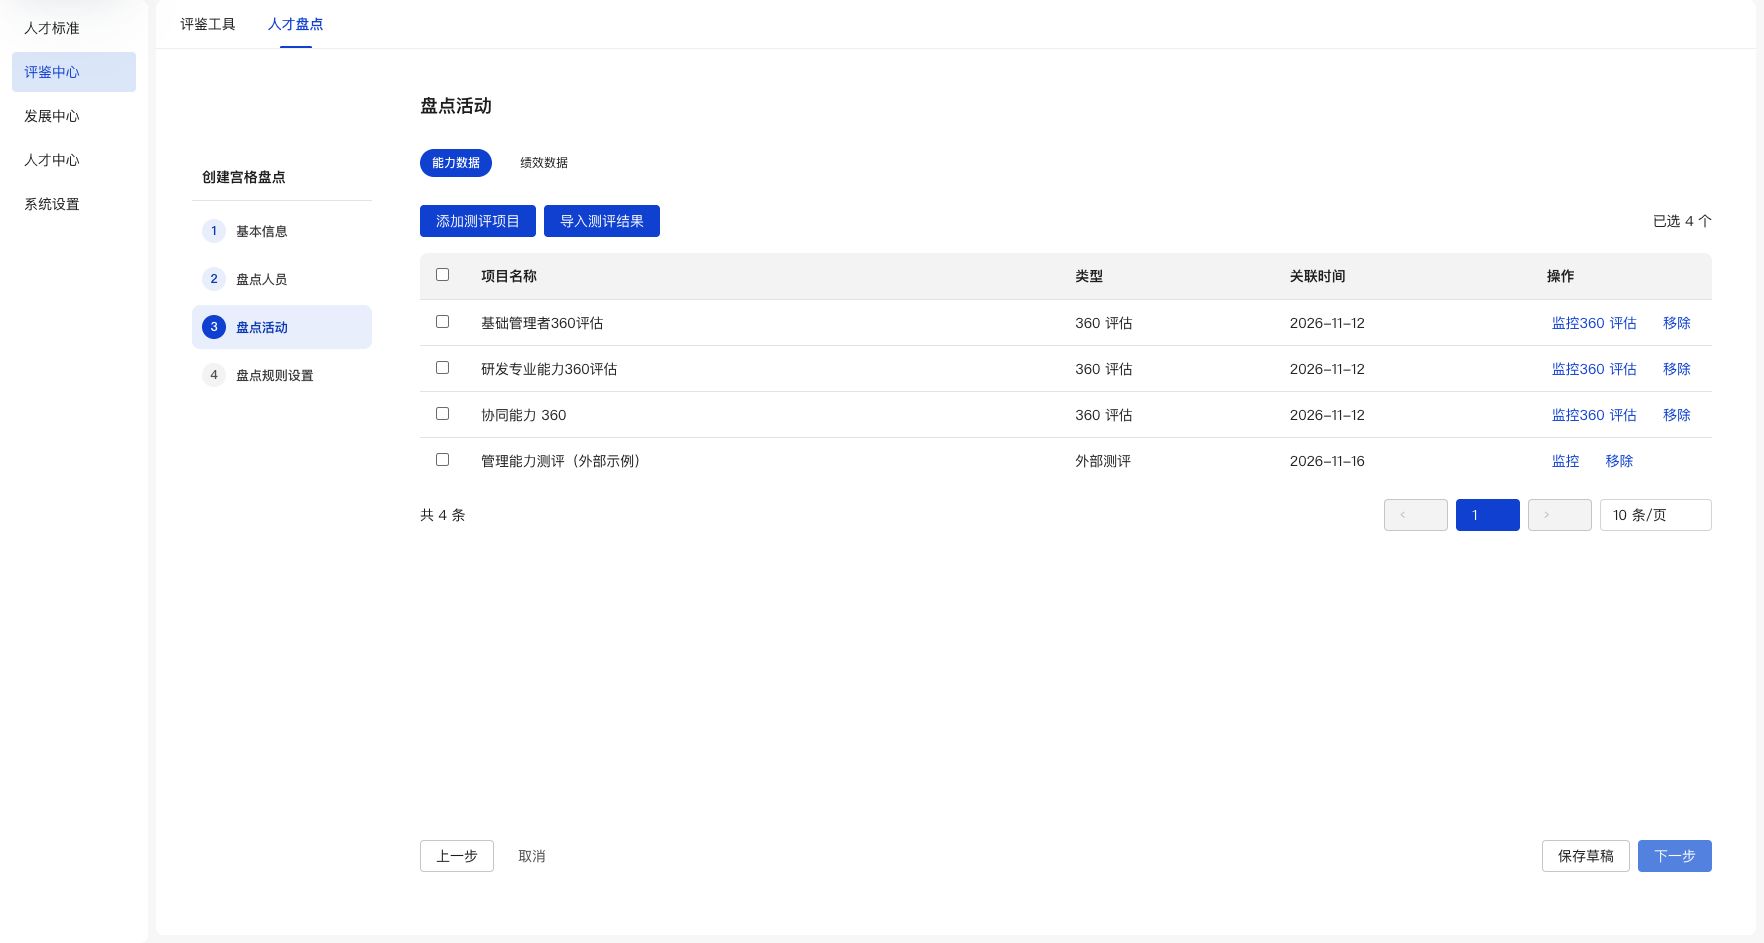 人才标准
评鉴中心
发展中心
人才中心
系统设置
评鉴工具
人才盘点
创建宫格盘点
1 基本信息
2 盘点人员
3 盘点活动
4 盘点规则设置
盘点活动
能力数据 绩效数据
添加测评项目 导入测评结果 已选 4 个
项目名称 类型 关联时间 操作
基础管理者360评估 360 评估 2026-11-12 监控360 评估 移除
研发专业能力360评估 360 评估 2026-11-12 监控360 评估 移除
协同能力 360 360 评估 2026-11-12 监控360 评估 移除
管理能力测评（外部示例） 外部测评 2026-11-16 监控 移除
共 4 条 < 1 > 10 条/页
上一步 取消 保存草稿 下一步